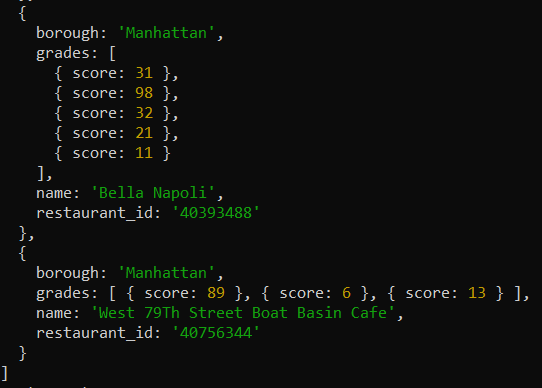 {
borough: 'Manhattan',
grades: [
{ score: 31 },
{ score: 98 },
{ score: 32 },
{ score: 21 },
{ score: 11 }
],
name: 'Bella Napoli',
restaurant_id: '40393488'
},
{
borough: 'Manhattan',
grades: [ { score: 89 }, { score: 6 }, { score: 13 } ],
name: 'West 79Th Street Boat Basin Cafe',
restaurant_id: '40756344'
}
]